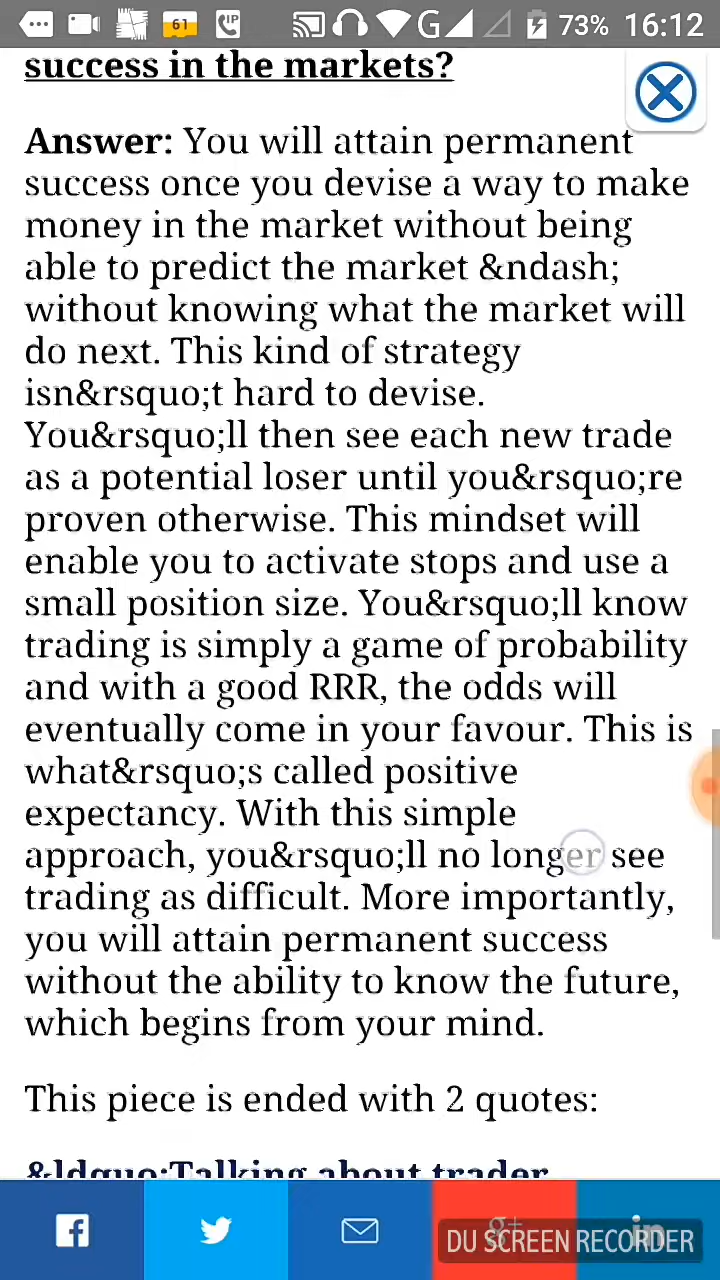 61
IP
G
73% 16:12
success in the markets?
Answer: You will attain permanent
success once you devise a way to make
money in the market without being
able to predict the market &ndash;
without knowing what the market will
do next. This kind of strategy
isn&rsquo;t hard to devise.
You&rsquo;ll then see each new trade
as a potential loser until you&rsquo;re
proven otherwise. This mindset will
enable you to activate stops and use a
small position size. You&rsquo;ll know
trading is simply a game of probability
and with a good RRR, the odds will
eventually come in your favour. This is
what&rsquo;s called positive
expectancy. With this simple
approach, you&rsquo;ll no longer see
trading as difficult. More importantly,
you will attain permanent success
without the ability to know the future,
which begins from your mind.
This piece is ended with 2 quotes:
&ldquo;Talking about trader
f
g+
in
DU SCREEN RECORDER